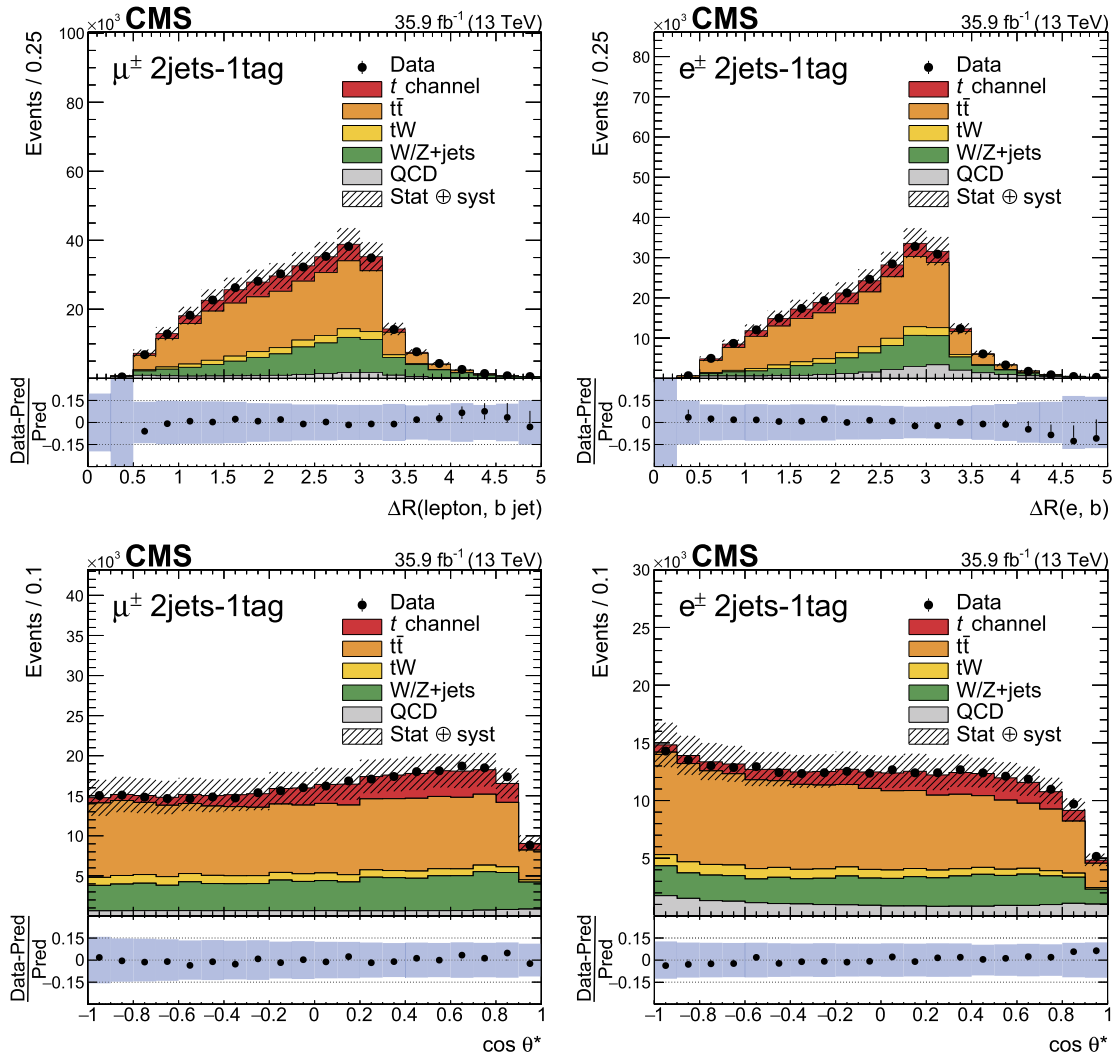 ×10³ CMS 35.9 fb⁻¹ (13 TeV)
μ± 2jets-1tag
Events / 0.25
100
80
60
40
20
Data
t channel
tt̄
tW
W/Z+jets
QCD
Stat ⊕ syst
Data-Pred
Pred
0.15
0
−0.15
0 0.5 1 1.5 2 2.5 3 3.5 4 4.5 5
ΔR(lepton, b jet)
×10³ CMS 35.9 fb⁻¹ (13 TeV)
e± 2jets-1tag
Events / 0.25
80
70
60
50
40
30
20
10
Data
t channel
tt̄
tW
W/Z+jets
QCD
Stat ⊕ syst
Data-Pred
Pred
0.15
0
−0.15
0 0.5 1 1.5 2 2.5 3 3.5 4 4.5 5
ΔR(e, b)
×10³ CMS 35.9 fb⁻¹ (13 TeV)
μ± 2jets-1tag
Events / 0.1
40
35
30
25
20
15
10
5
Data
t channel
tt̄
tW
W/Z+jets
QCD
Stat ⊕ syst
Data-Pred
Pred
0.15
0
−0.15
−1 −0.8 −0.6 −0.4 −0.2 0 0.2 0.4 0.6 0.8 1
cos θ*
×10³ CMS 35.9 fb⁻¹ (13 TeV)
e± 2jets-1tag
Events / 0.1
30
25
20
15
10
5
Data
t channel
tt̄
tW
W/Z+jets
QCD
Stat ⊕ syst
Data-Pred
Pred
0.15
0
−0.15
−1 −0.8 −0.6 −0.4 −0.2 0 0.2 0.4 0.6 0.8 1
cos θ*